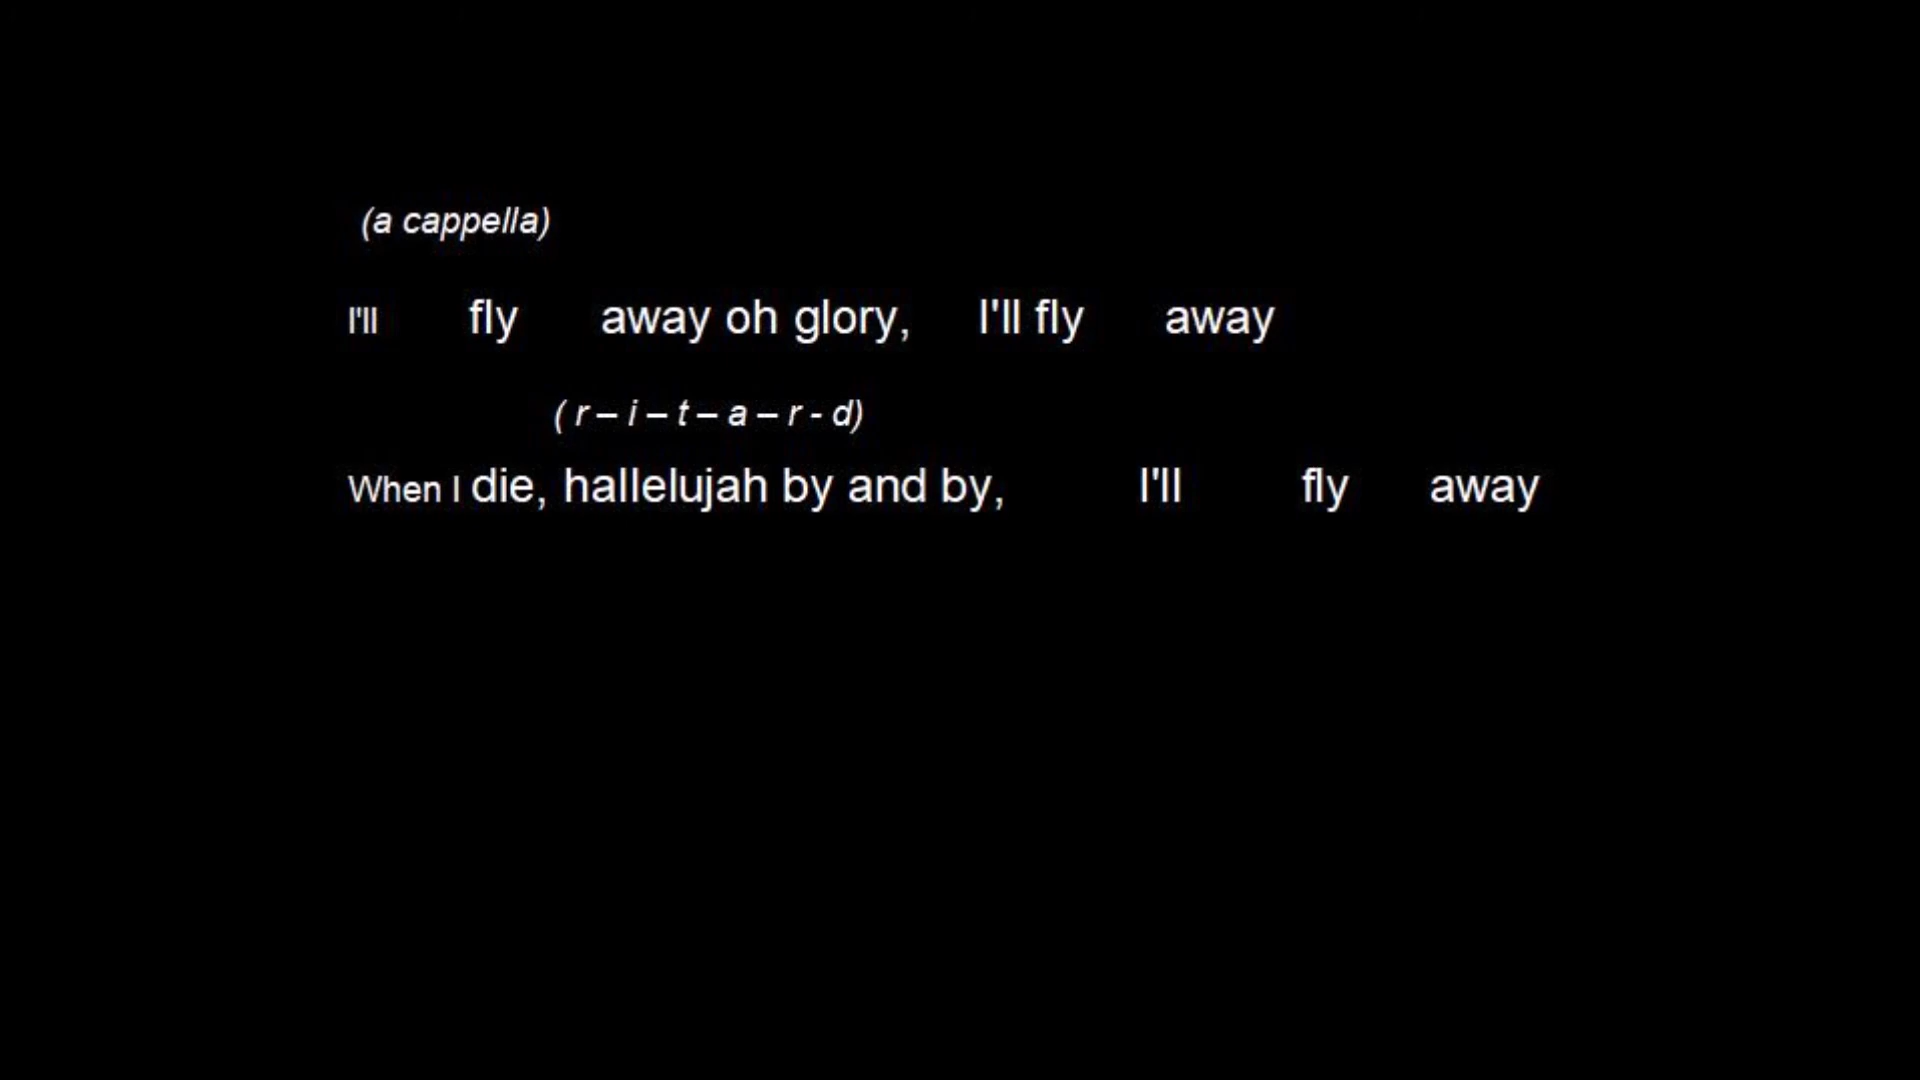 (a cappella)
I'll fly away oh glory, I'll fly away
( r – i – t – a – r - d)
When I die, hallelujah by and by, I'll fly away